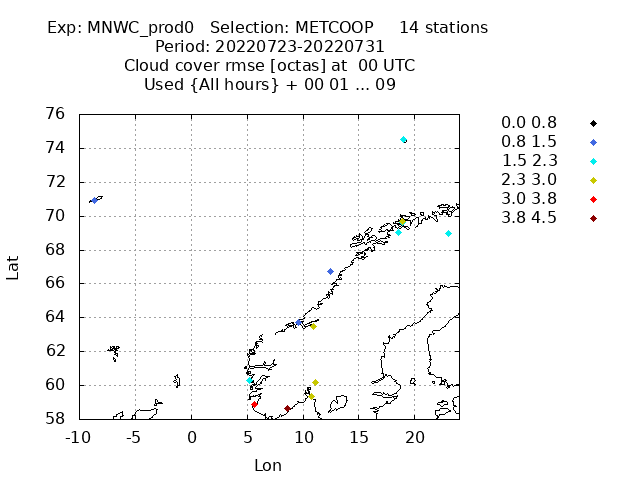 Exp: MNWC_prod0 Selection: METCOOP 14 stations
Period: 20220723-20220731
Cloud cover rmse [octas] at 00 UTC
Used {All hours} + 00 01 ... 09
76
74
72
70
68
66
64
62
60
58
-10 -5 0 5 10 15 20
Lat
Lon
0.0 0.8
0.8 1.5
1.5 2.3
2.3 3.0
3.0 3.8
3.8 4.5